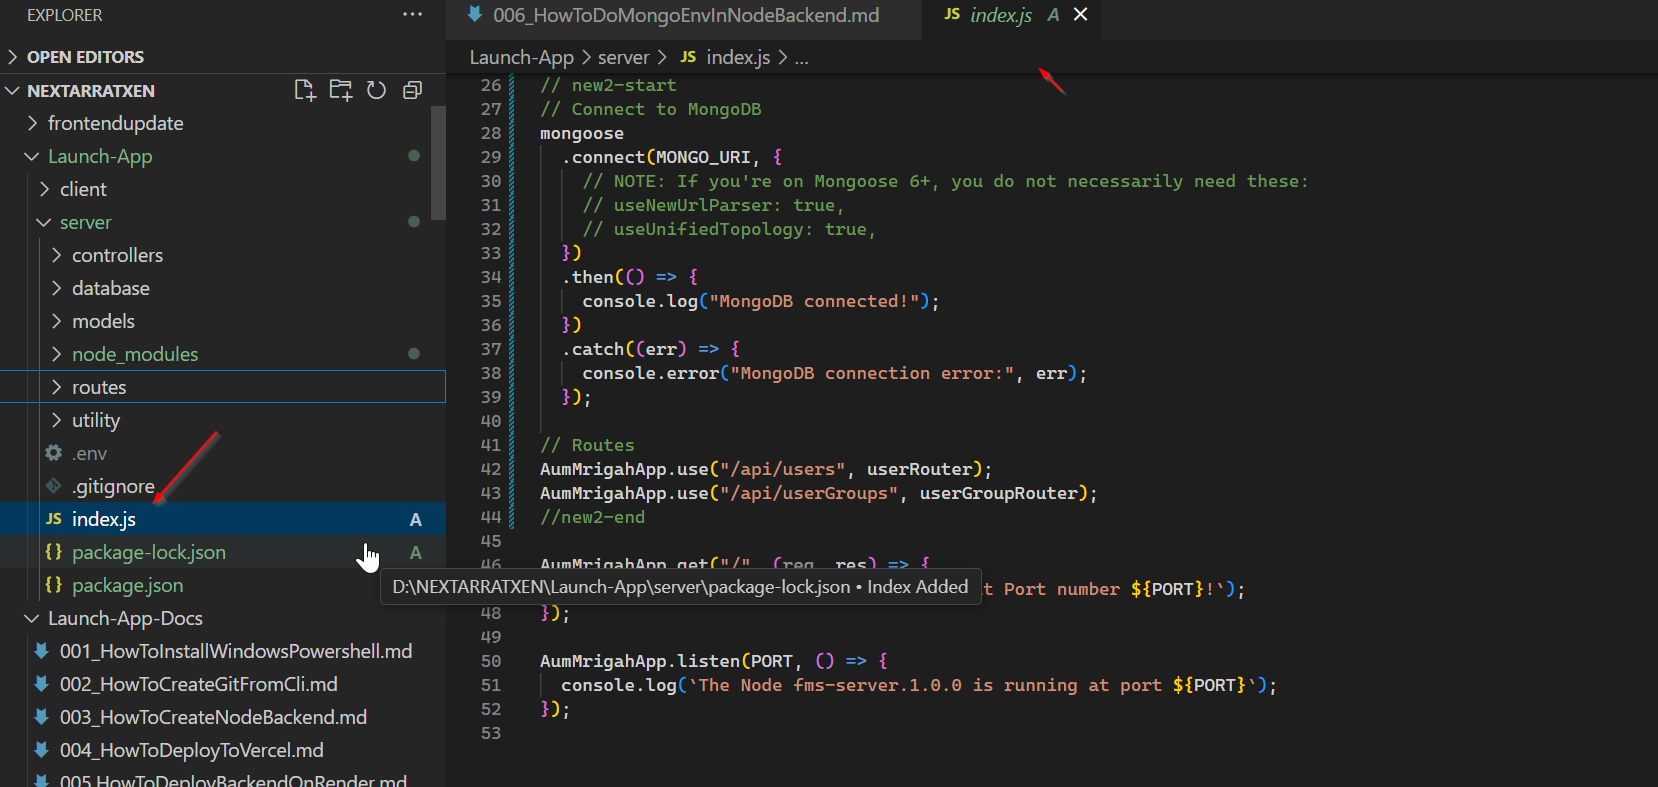 EXPLORER
···
OPEN EDITORS
NEXTARRATXEN
frontendupdate
Launch-App
client
server
controllers
database
models
node_modules
routes
utility
.env
.gitignore
JS index.js A
{} package-lock.json A
{} package.json
Launch-App-Docs
001_HowToInstallWindowsPowershell.md
002_HowToCreateGitFromCli.md
003_HowToCreateNodeBackend.md
004_HowToDeployToVercel.md
005_HowToDeployBackendOnRender.md
006_HowToDoMongoEnvInNodeBackend.md
JS index.js A
Launch-App > server > JS index.js > ...
26 // new2-start
27 // Connect to MongoDB
28 mongoose
29 .connect(MONGO_URI, {
30 // NOTE: If you're on Mongoose 6+, you do not necessarily need these:
31 // useNewUrlParser: true,
32 // useUnifiedTopology: true,
33 })
34 .then(() => {
35 console.log("MongoDB connected!");
36 })
37 .catch((err) => {
38 console.error("MongoDB connection error:", err);
39 });
40
41 // Routes
42 AumMrigahApp.use("/api/users", userRouter);
43 AumMrigahApp.use("/api/userGroups", userGroupRouter);
44 //new2-end
45
46 AumMrigahApp.get("/", (req, res) => {
D:\NEXTARRATXEN\Launch-App\server\package-lock.json • Index Added
t Port number ${PORT}!`);
48 });
49
50 AumMrigahApp.listen(PORT, () => {
51 console.log(`The Node fms-server.1.0.0 is running at port ${PORT}`);
52 });
53